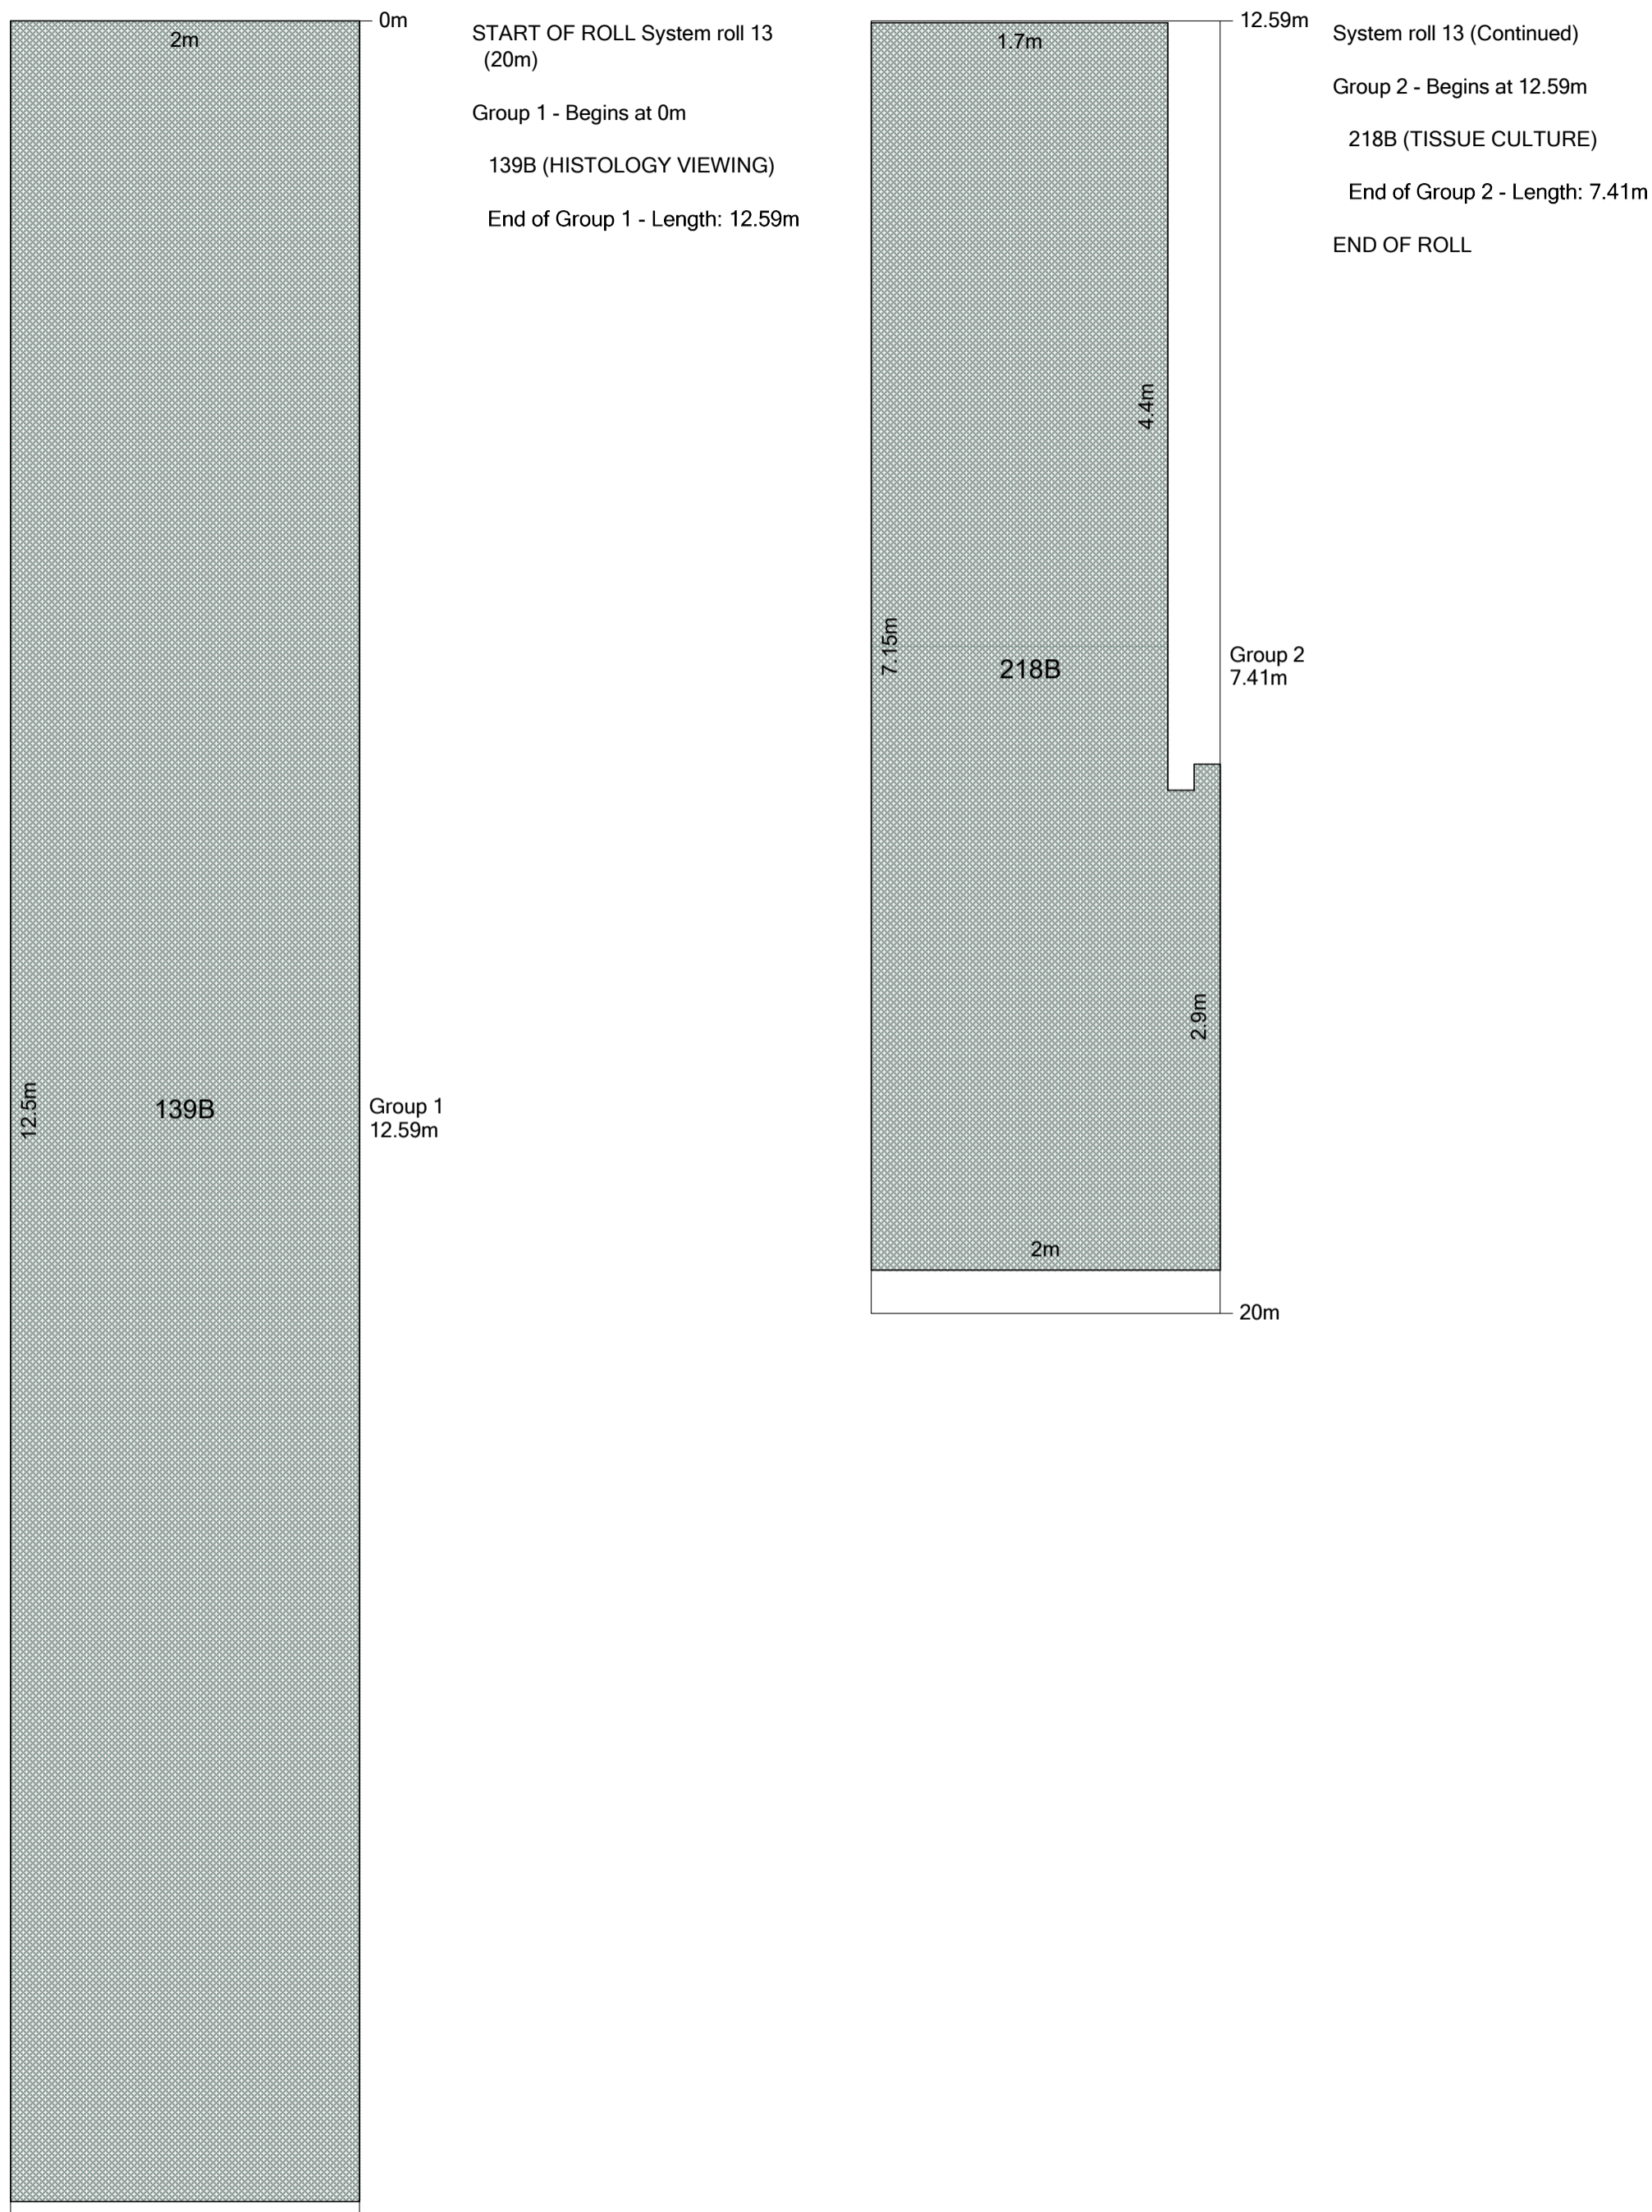 2m
0m
START OF ROLL System roll 13
(20m)
Group 1 - Begins at 0m
139B (HISTOLOGY VIEWING)
End of Group 1 - Length: 12.59m
12.5m
139B
Group 1
12.59m
1.7m
12.59m
System roll 13 (Continued)
Group 2 - Begins at 12.59m
218B (TISSUE CULTURE)
End of Group 2 - Length: 7.41m
END OF ROLL
4.4m
7.15m
218B
Group 2
7.41m
2.9m
2m
20m